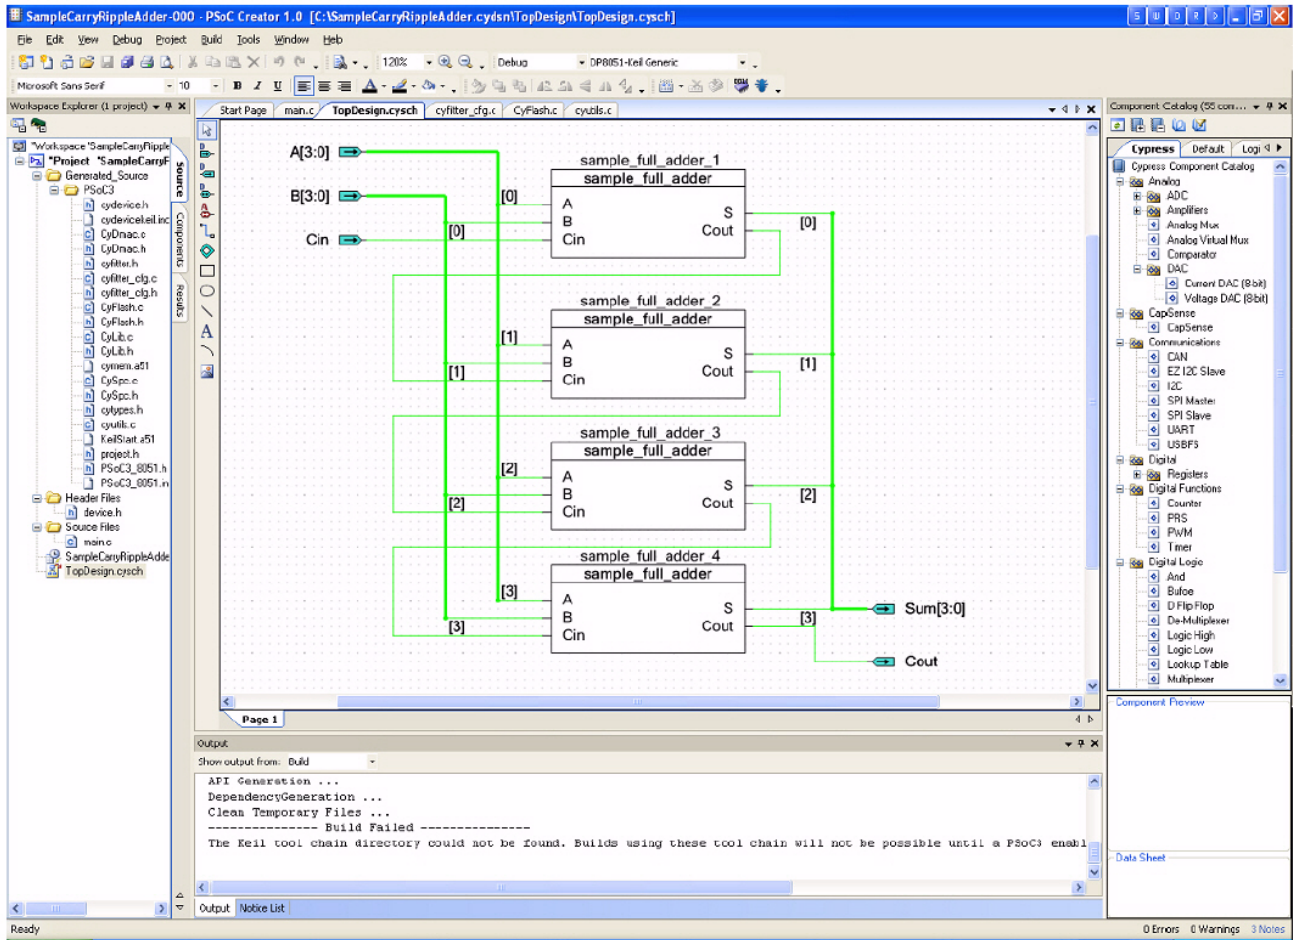 SampleCarryRippleAdder-000 - PSoC Creator 1.0 [C:\SampleCarryRippleAdder.cydsn\TopDesign\TopDesign.cysch]
S W D R D
File Edit View Debug Project Build Tools Window Help
120% Debug DP8051-Keil Generic
Microsoft Sans Serif 10 B I U
Workspace Explorer (1 project)
"Workspace 'SampleCarryRipple
"Project "SampleCarryF
Generated_Source
PSoC3
cydevice.h
cydevicekeil.inc
CyDmac.c
CyDmac.h
cyfitter.h
cyfitter_cfg.c
cyfitter_cfg.h
CyFlash.c
CyFlash.h
CyLib.c
CyLib.h
cymem.a51
CySpc.c
CySpc.h
cytypes.h
cyutils.c
KeilStart.a51
project.h
PSoC3_8051.h
PSoC3_8051.in
Header Files
device.h
Source Files
main.c
SampleCarryRippleAdde
TopDesign.cysch
Source
Components
Results
Start Page main.c TopDesign.cysch cyfitter_cfg.c CyFlash.c cyutils.c
A[3:0]
B[3:0]
Cin
sample_full_adder_1
sample_full_adder
[0]
[0]
A
B
Cin
S
Cout
[0]
sample_full_adder_2
sample_full_adder
[1]
[1]
A
B
Cin
S
Cout
[1]
sample_full_adder_3
sample_full_adder
[2]
[2]
A
B
Cin
S
Cout
[2]
sample_full_adder_4
sample_full_adder
[3]
[3]
A
B
Cin
S
Cout
[3]
Sum[3:0]
Cout
A
Page 1
Output
Show output from: Build
API Generation ...
DependencyGeneration ...
Clean Temporary Files ...
--------------- Build Failed ---------------
The Keil tool chain directory could not be found. Builds using these tool chain will not be possible until a PSoC3 enabl
Output Notice List
Component Catalog (55 com...
Cypress Default Logi
Cypress Component Catalog
Analog
ADC
Amplifiers
Analog Mux
Analog Virtual Mux
Comparator
DAC
Current DAC (8-bit)
Voltage DAC (8-bit)
CapSense
CapSense
Communications
CAN
EZ I2C Slave
I2C
SPI Master
SPI Slave
UART
USBFS
Digital
Registers
Digital Functions
Counter
PRS
PWM
Timer
Digital Logic
And
Bufoe
D Flip Flop
De-Multiplexer
Logic High
Logic Low
Lookup Table
Multiplexer
Component Preview
Data Sheet
Ready
0 Errors 0 Warnings 3 Notes